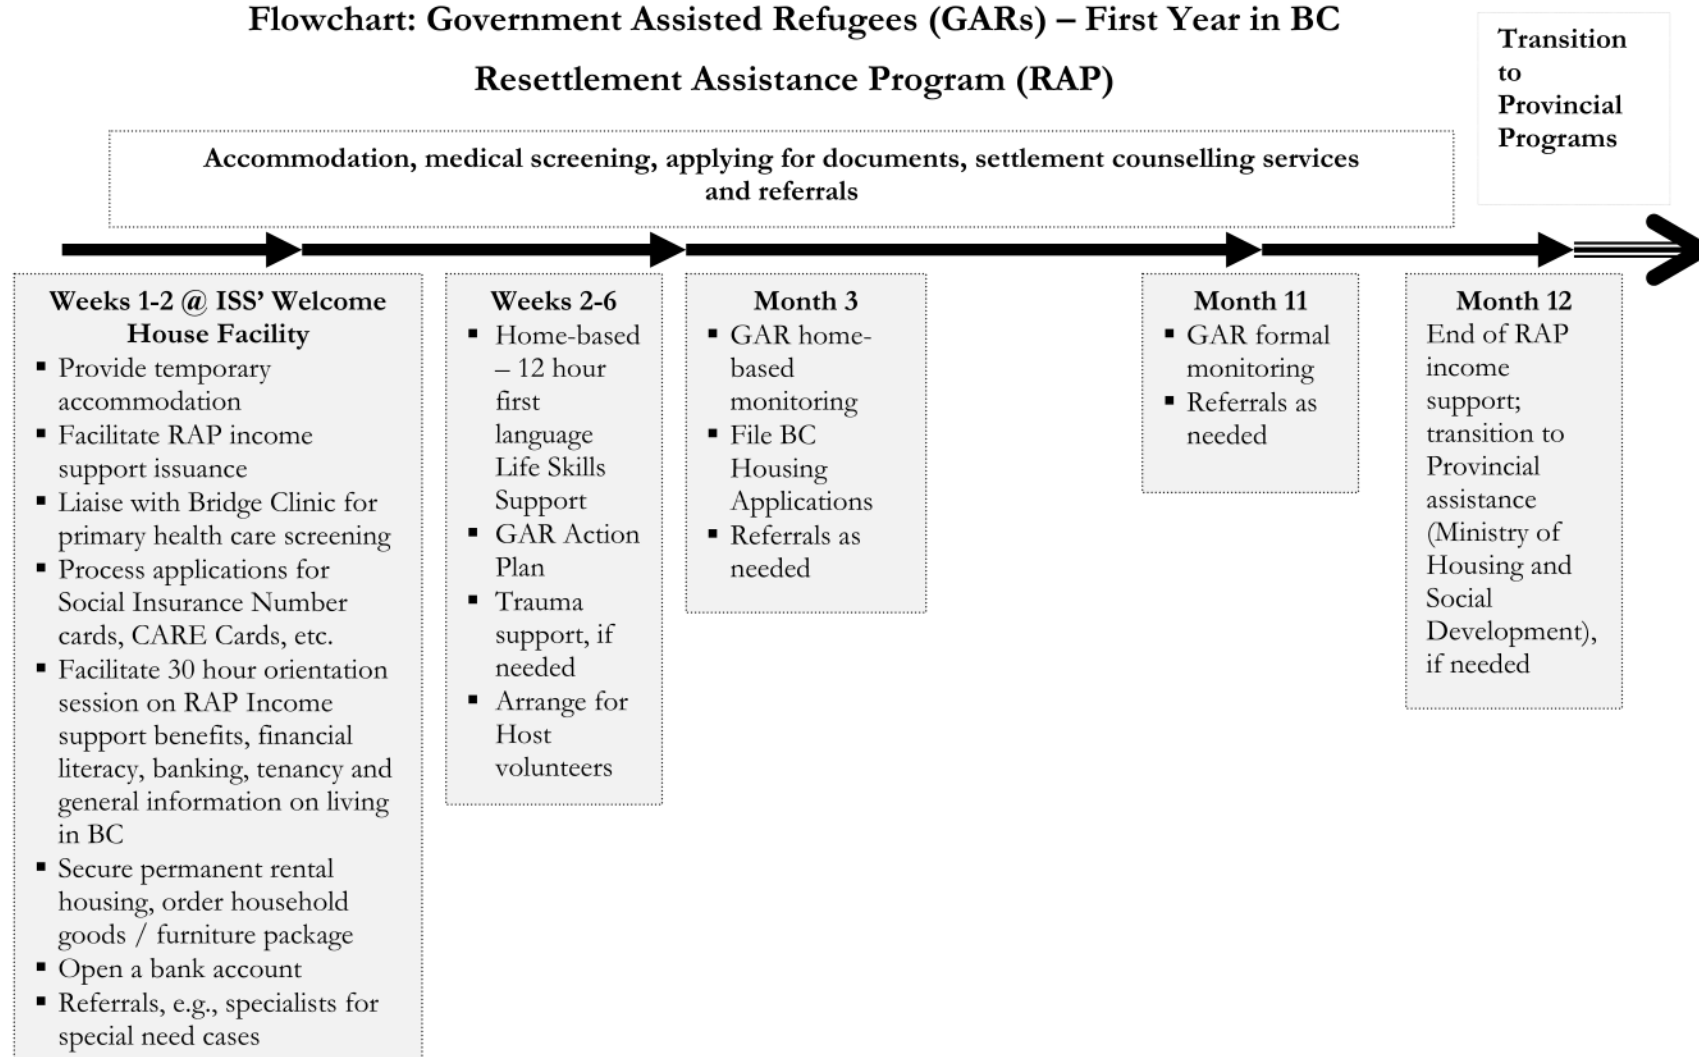 Flowchart: Government Assisted Refugees (GARs) – First Year in BC
Resettlement Assistance Program (RAP)
Transition
to
Provincial
Programs
Accommodation, medical screening, applying for documents, settlement counselling services
and referrals
Weeks 1-2 @ ISS’ Welcome
House Facility
▪ Provide temporary
accommodation
▪ Facilitate RAP income
support issuance
▪ Liaise with Bridge Clinic for
primary health care screening
▪ Process applications for
Social Insurance Number
cards, CARE Cards, etc.
▪ Facilitate 30 hour orientation
session on RAP Income
support benefits, financial
literacy, banking, tenancy and
general information on living
in BC
▪ Secure permanent rental
housing, order household
goods / furniture package
▪ Open a bank account
▪ Referrals, e.g., specialists for
special need cases
Weeks 2-6
▪ Home-based
– 12 hour
first
language
Life Skills
Support
▪ GAR Action
Plan
▪ Trauma
support, if
needed
▪ Arrange for
Host
volunteers
Month 3
▪ GAR home-
based
monitoring
▪ File BC
Housing
Applications
▪ Referrals as
needed
Month 11
▪ GAR formal
monitoring
▪ Referrals as
needed
Month 12
End of RAP
income
support;
transition to
Provincial
assistance
(Ministry of
Housing and
Social
Development),
if needed